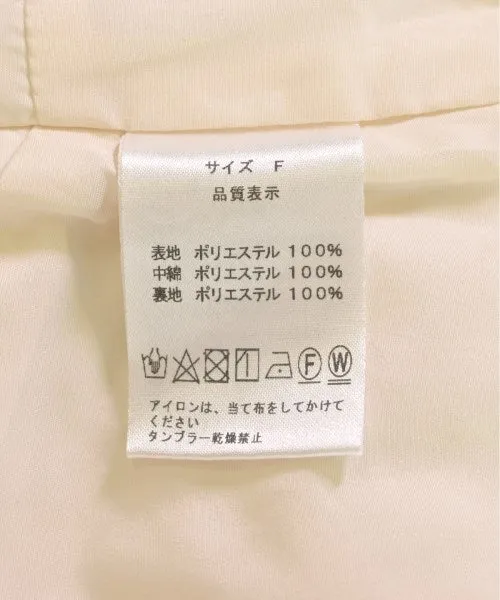 サイズ F
品質表示
表地 ポリエステル 100%
中綿 ポリエステル 100%
裏地 ポリエステル 100%
F W
アイロンは、当て布をしてかけて
ください
タンブラー乾燥禁止